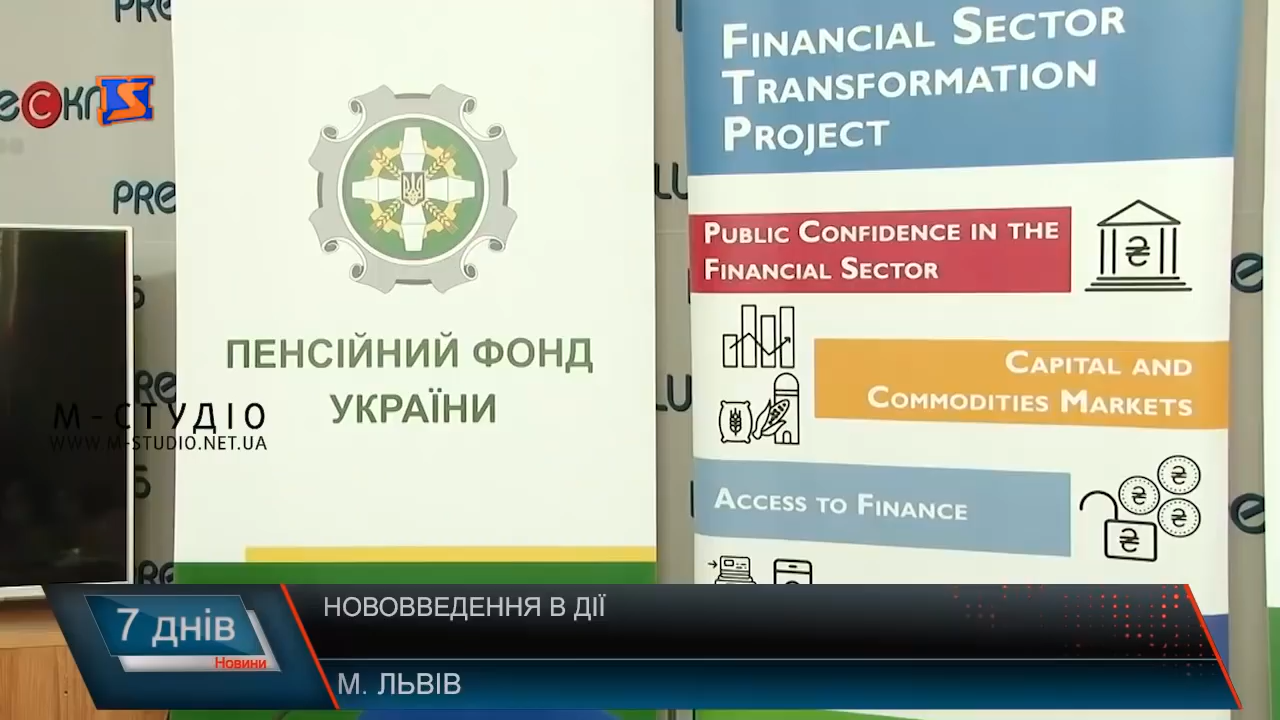 FINANCIAL SECTOR
TRANSFORMATION
PROJECT
PUBLIC CONFIDENCE IN THE
FINANCIAL SECTOR
CAPITAL AND
COMMODITIES MARKETS
ACCESS TO FINANCE
ПЕНСІЙНИЙ ФОНД
УКРАЇНИ
М-СТУДІО
WWW.M-STUDIO.NET.UA
7 днів
Новини
НОВОВВЕДЕННЯ В ДІЇ
М. ЛЬВІВ